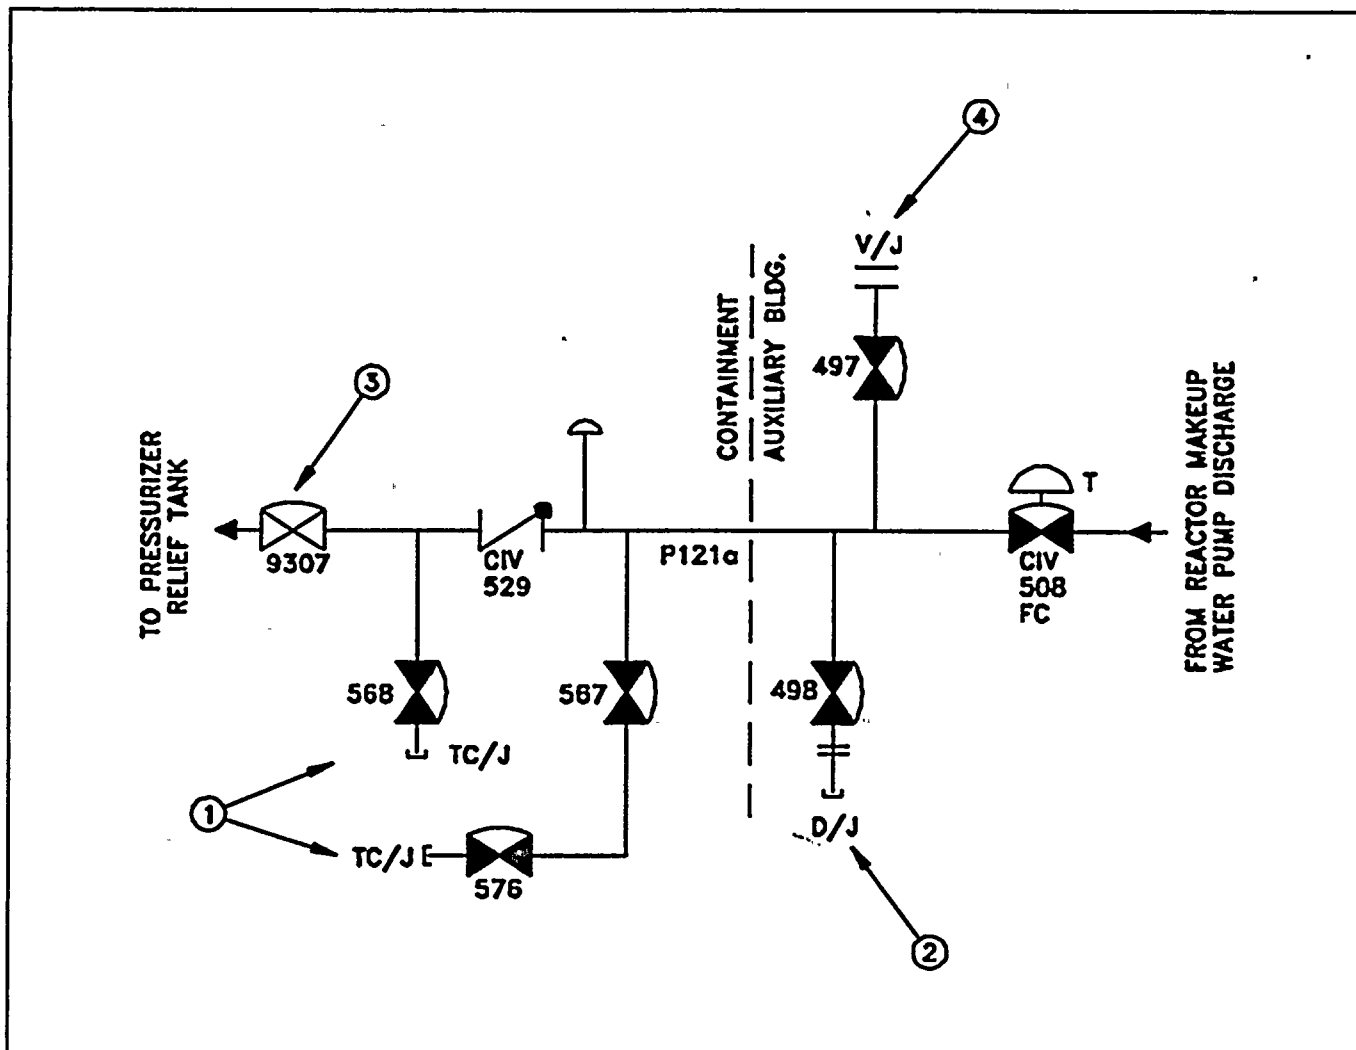 4
V/J
CONTAINMENT
AUXILIARY BLDG.
497
3
TO PRESSURIZER
RELIEF TANK
9307
CIV
529
P121a
T
CIV
508
FC
FROM REACTOR MAKEUP
WATER PUMP DISCHARGE
568
567
498
TC/J
1
TC/J
576
D/J
2